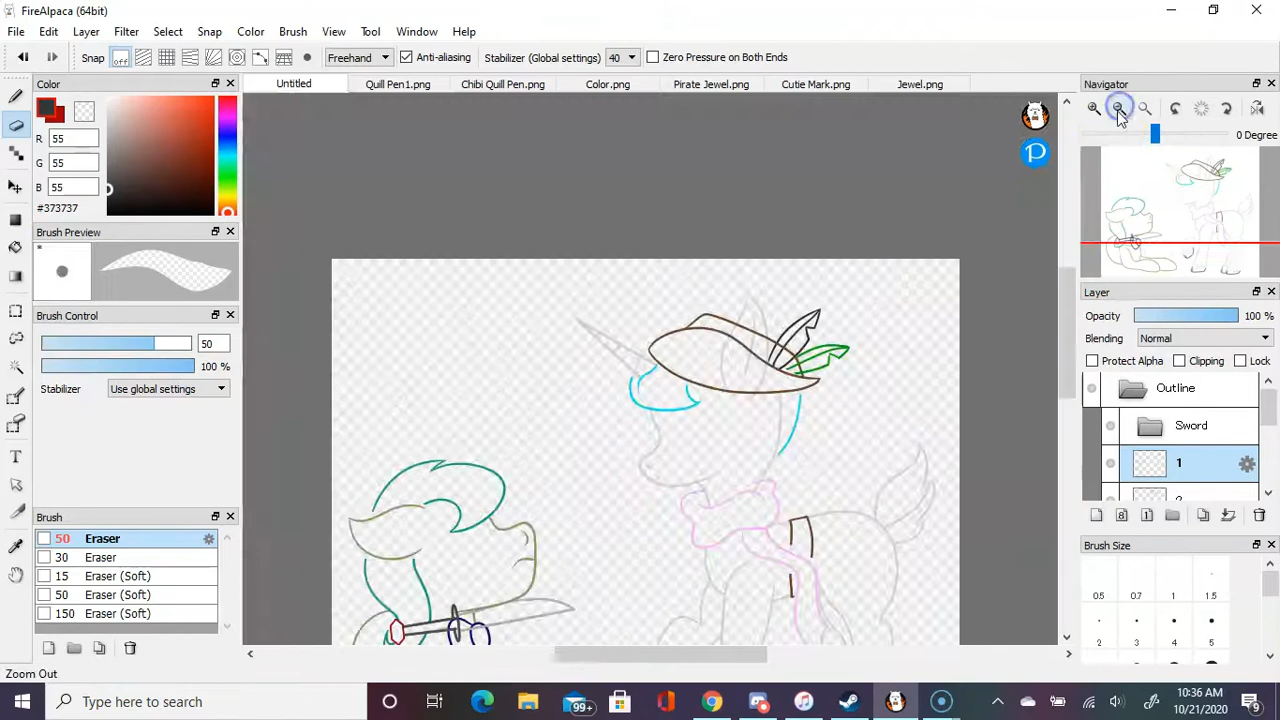 FireAlpaca (64bit)
File Edit Layer Filter Select Snap Color Brush View Tool Window Help
Snap off Freehand Anti-aliasing Stabilizer (Global settings) 40 Zero Pressure on Both Ends
Color
Untitled Quill Pen1.png Chibi Quill Pen.png Color.png Pirate Jewel.png Cutie Mark.png Jewel.png
Navigator
R 55
G 55
B 55
#373737
0 Degree
Brush Preview
*
Brush Control
50
100 %
Stabilizer Use global settings
Layer
Opacity 100 %
Blending Normal
Protect Alpha Clipping Lock
Outline
Sword
1
Brush
50 Eraser
30 Eraser
15 Eraser (Soft)
50 Eraser (Soft)
150 Eraser (Soft)
8 1
Brush Size
0.5 0.7 1 1.5
2 3 4 5
Zoom Out
Type here to search
99+
10:36 AM
10/21/2020
9